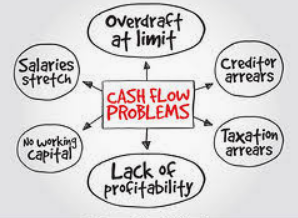 Overdraft
at limit
Salaries
stretch
Creditor
arrears
CASH FLOW
PROBLEMS
No working
capital
Taxation
arrears
Lack of
profitability